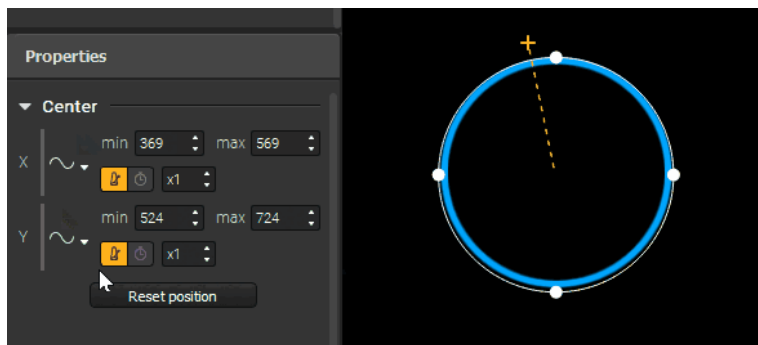 Properties
Center
min 369 max 569
X
x1
min 524 max 724
Y
x1
Reset position